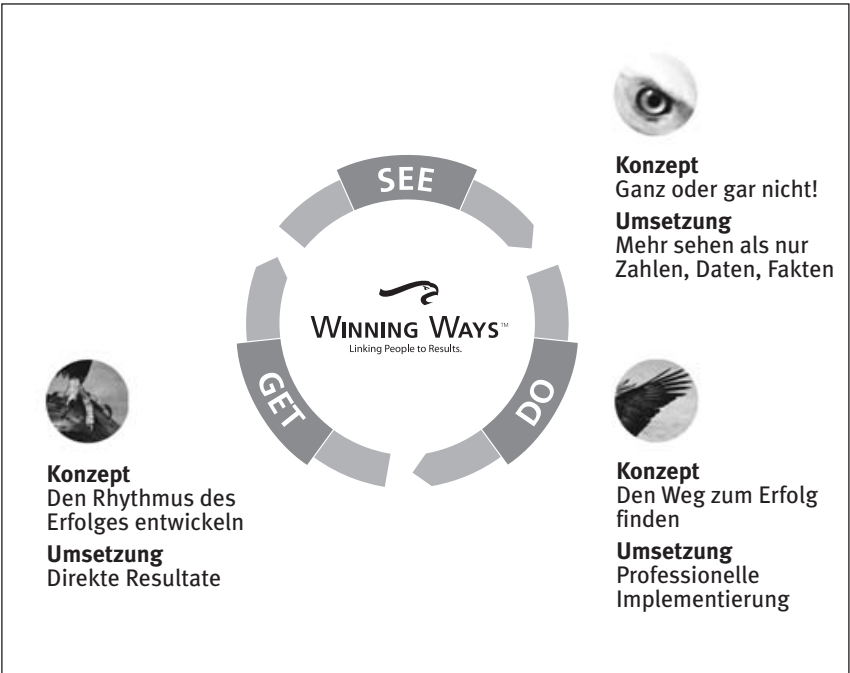 SEE
Konzept
Ganz oder gar nicht!
Umsetzung
Mehr sehen als nur
Zahlen, Daten, Fakten
WINNING WAYS™
Linking People to Results.
GET
DO
Konzept
Den Rhythmus des
Erfolges entwickeln
Umsetzung
Direkte Resultate
Konzept
Den Weg zum Erfolg
finden
Umsetzung
Professionelle
Implementierung